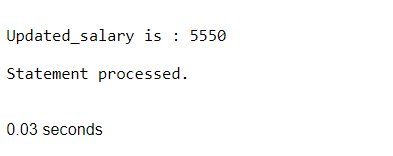 Updated_salary is : 5550
Statement processed.
0.03 seconds